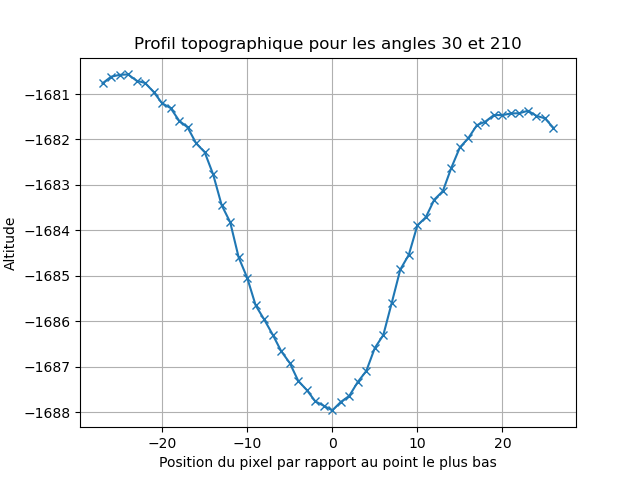 Profil topographique pour les angles 30 et 210
−1681
−1682
−1683
−1684
−1685
−1686
−1687
−1688
Altitude
−20 −10 0 10 20
Position du pixel par rapport au point le plus bas